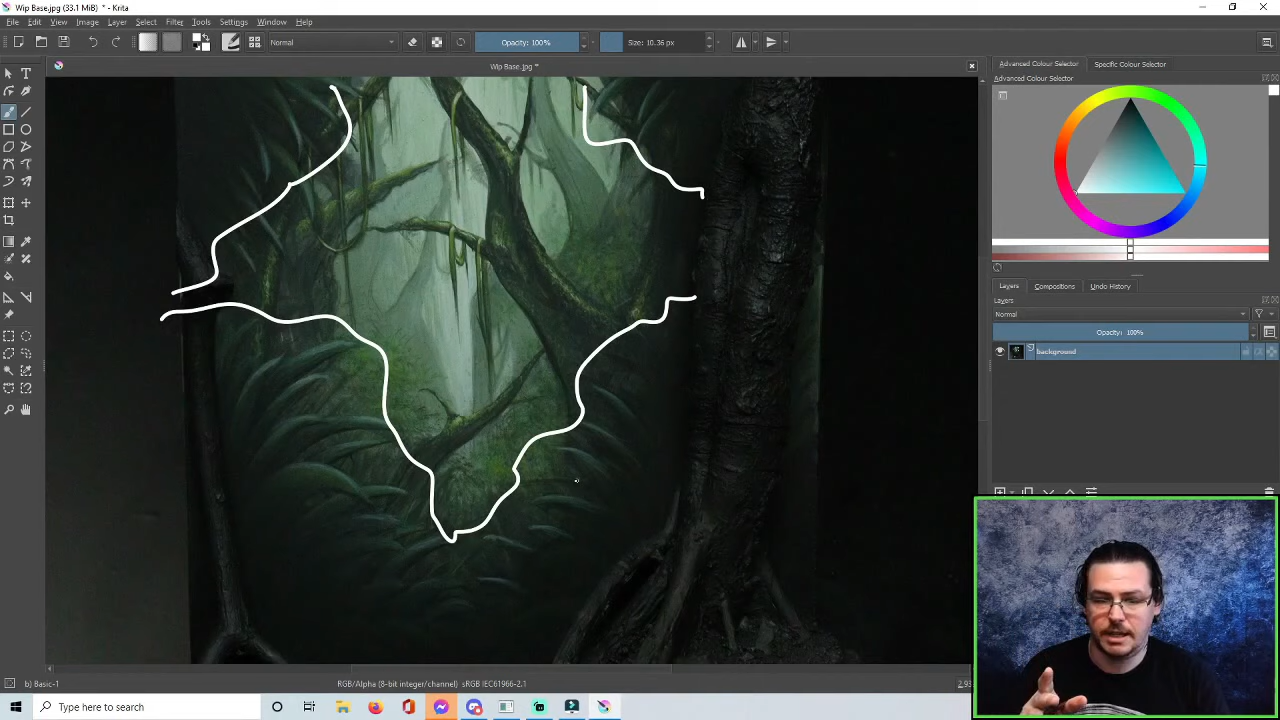 Wip Base.jpg (33.1 MiB) * - Krita
File Edit View Image Layer Select Filter Tools Settings Window Help
Normal Opacity: 100% Size: 10.36 px
Wip Base.jpg *
Advanced Colour Selector Specific Colour Selector
Advanced Colour Selector
Layers Compositions Undo History
Layers
Normal
Opacity: 100%
background
b) Basic-1 RGB/Alpha (8-bit integer/channel) sRGB IEC61966-2.1
Type here to search